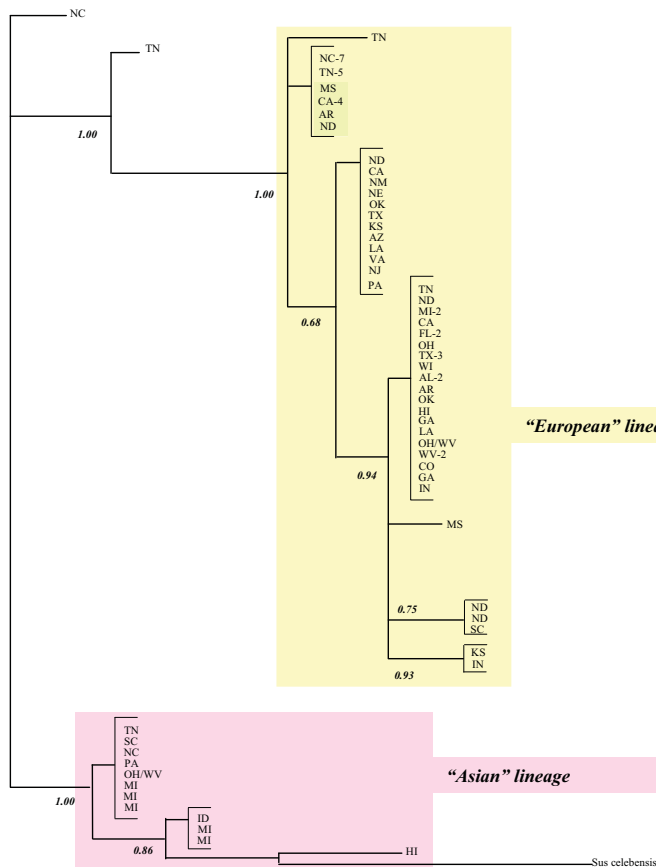 NC
TN
TN
NC-7
TN-5
MS
CA-4
AR
ND
1.00
1.00
ND
CA
NM
NE
OK
TX
KS
AZ
LA
VA
NJ
PA
0.68
TN
ND
MI-2
CA
FL-2
OH
TX-3
WI
AL-2
AR
OK
HI
GA
LA
OH/WV
WV-2
CO
GA
IN
"European" linea
0.94
MS
0.75
ND
ND
SC
KS
IN
0.93
TN
SC
NC
PA
OH/WV
MI
MI
MI
"Asian" lineage
1.00
ID
MI
MI
0.86
HI
Sus celebensis